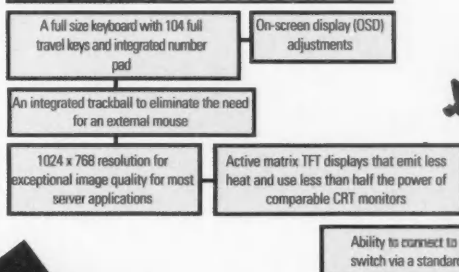 A full size keyboard with 104 full
travel keys and integrated number
pad
On-screen display (OSD)
adjustments
An integrated trackball to eliminate the need
for an external mouse
1024 x 768 resolution for
exceptional image quality for most
server applications
Active matrix TFT displays that emit less
heat and use less than half the power of
comparable CRT monitors
Ability to connect to
switch via a standard